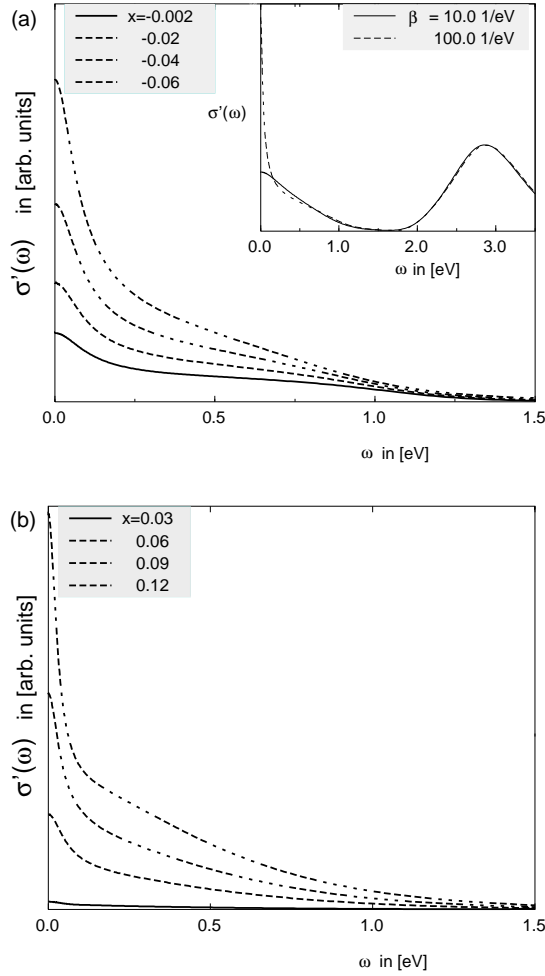 (a)
x=-0.002
-0.02
-0.04
-0.06
β = 10.0 1/eV
100.0 1/eV
σ'(ω)
0.0 1.0 2.0 3.0
ω in [eV]
σ'(ω) in [arb. units]
0.0 0.5 1.0 1.5
ω in [eV]
(b)
x=0.03
0.06
0.09
0.12
σ'(ω) in [arb. units]
0.0 0.5 1.0 1.5
ω in [eV]